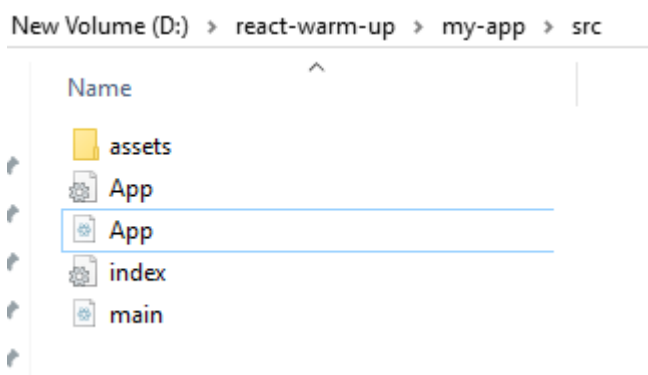 New Volume (D:) > react-warm-up > my-app > src
Name
assets
App
App
index
main